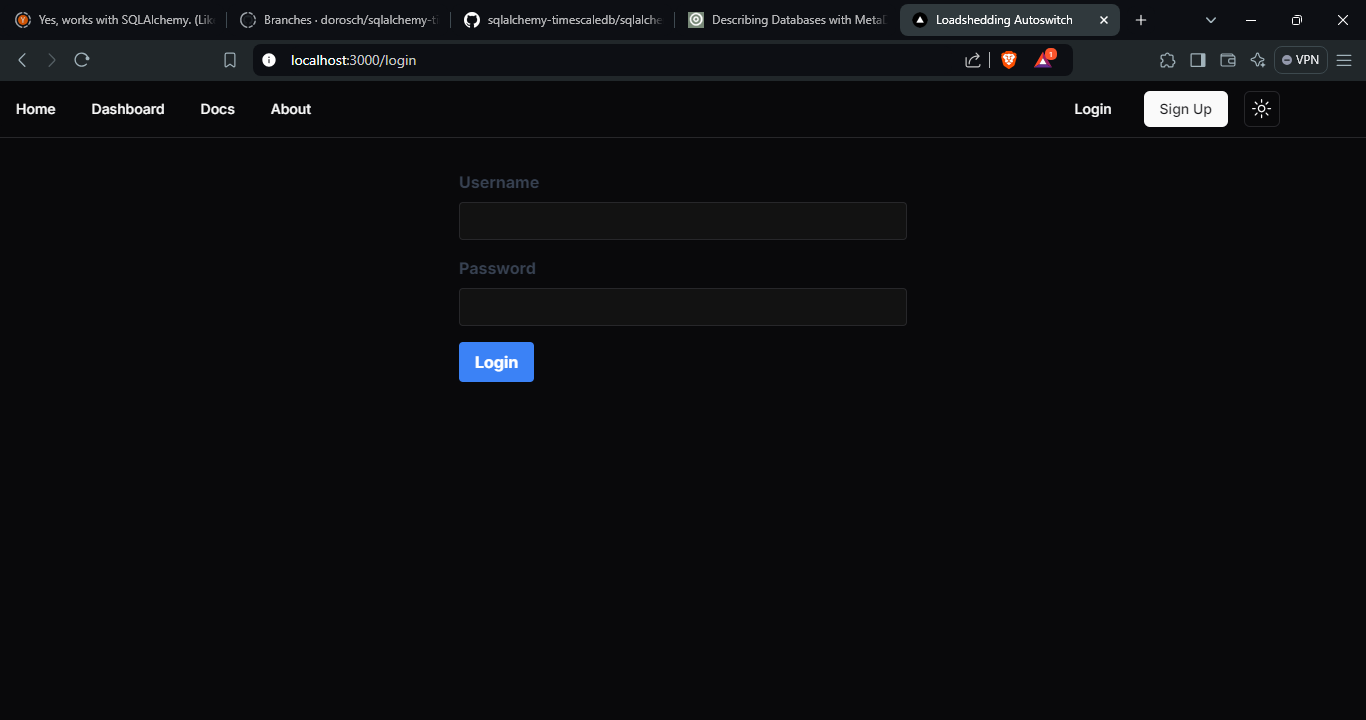 Yes, works with SQLAlchemy. (Lik
Branches · dorosch/sqlalchemy-ti
sqlalchemy-timescaledb/sqlalche
Describing Databases with MetaD
Loadshedding Autoswitch
localhost:3000/login
1
VPN
Home Dashboard Docs About Login Sign Up
Username
Password
Login